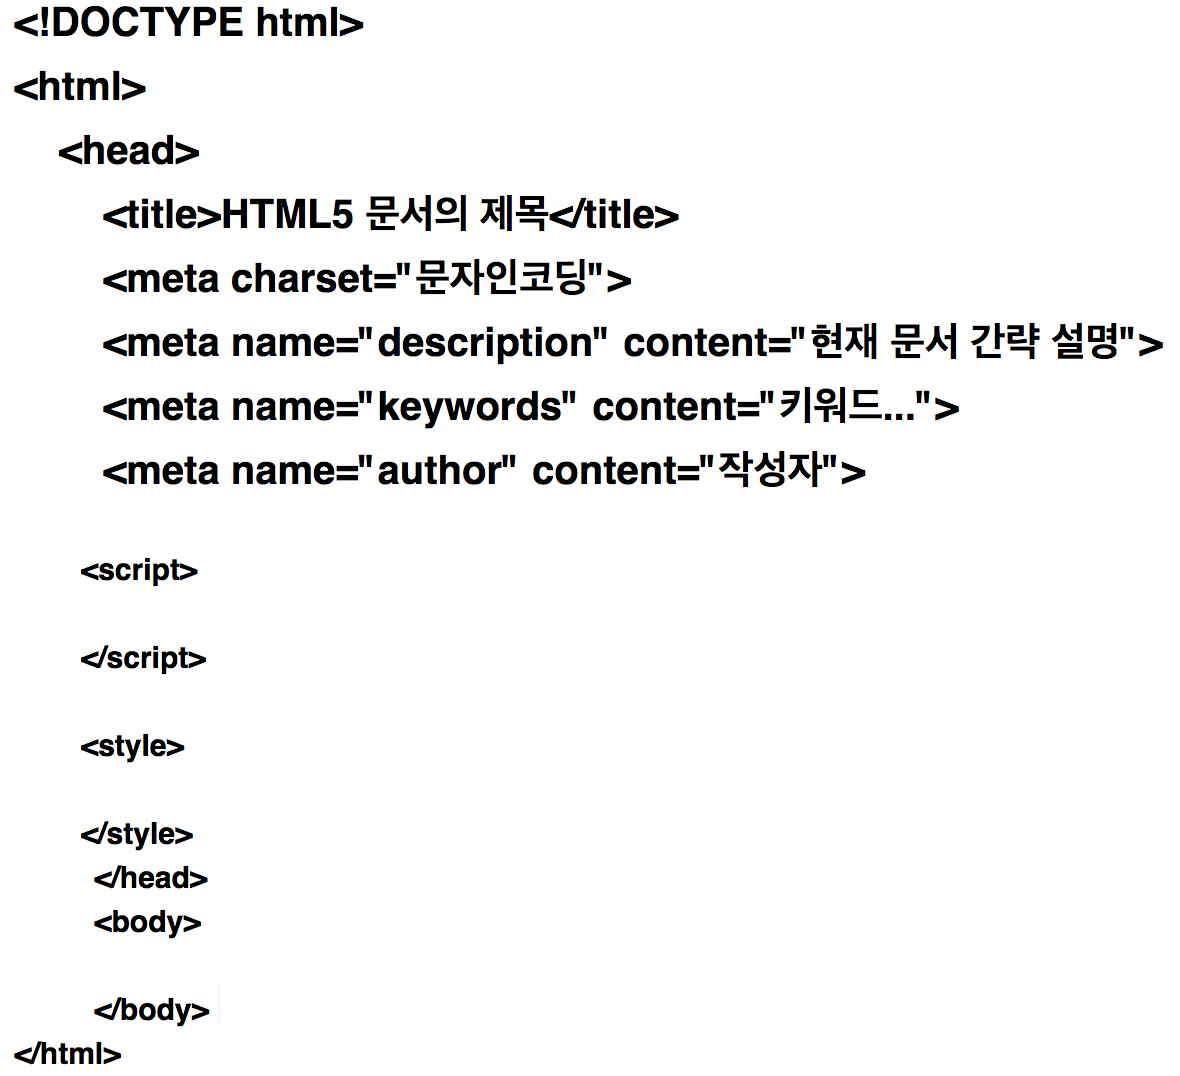 <!DOCTYPE html>
<html>
<head>
<title>HTML5 문서의 제목</title>
<meta charset="문자인코딩">
<meta name="description" content="현재 문서 간략 설명">
<meta name="keywords" content="키워드...">
<meta name="author" content="작성자">
<script>
</script>
<style>
</style>
</head>
<body>
</body>
</html>